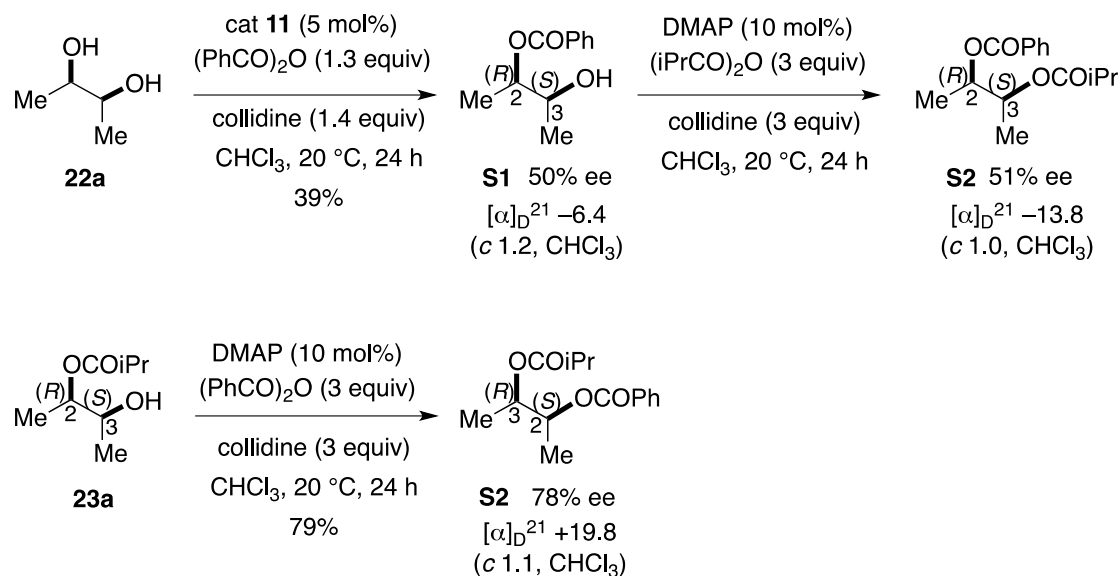 cat 11 (5 mol%)
(PhCO)2O (1.3 equiv)
collidine (1.4 equiv)
CHCl3, 20 °C, 24 h
39%
OH
OH
Me
Me
22a
OCOPh
(R)
(S)
OH
Me
2
3
Me
S1 50% ee
[α]D21 –6.4
(c 1.2, CHCl3)
DMAP (10 mol%)
(iPrCO)2O (3 equiv)
collidine (3 equiv)
CHCl3, 20 °C, 24 h
OCOPh
(R)
(S)
OCOiPr
Me
2
3
Me
S2 51% ee
[α]D21 –13.8
(c 1.0, CHCl3)
OCOiPr
(R)
(S)
OH
Me
2
3
Me
23a
DMAP (10 mol%)
(PhCO)2O (3 equiv)
collidine (3 equiv)
CHCl3, 20 °C, 24 h
79%
OCOiPr
(R)
(S)
OCOPh
Me
3
2
Me
S2 78% ee
[α]D21 +19.8
(c 1.1, CHCl3)